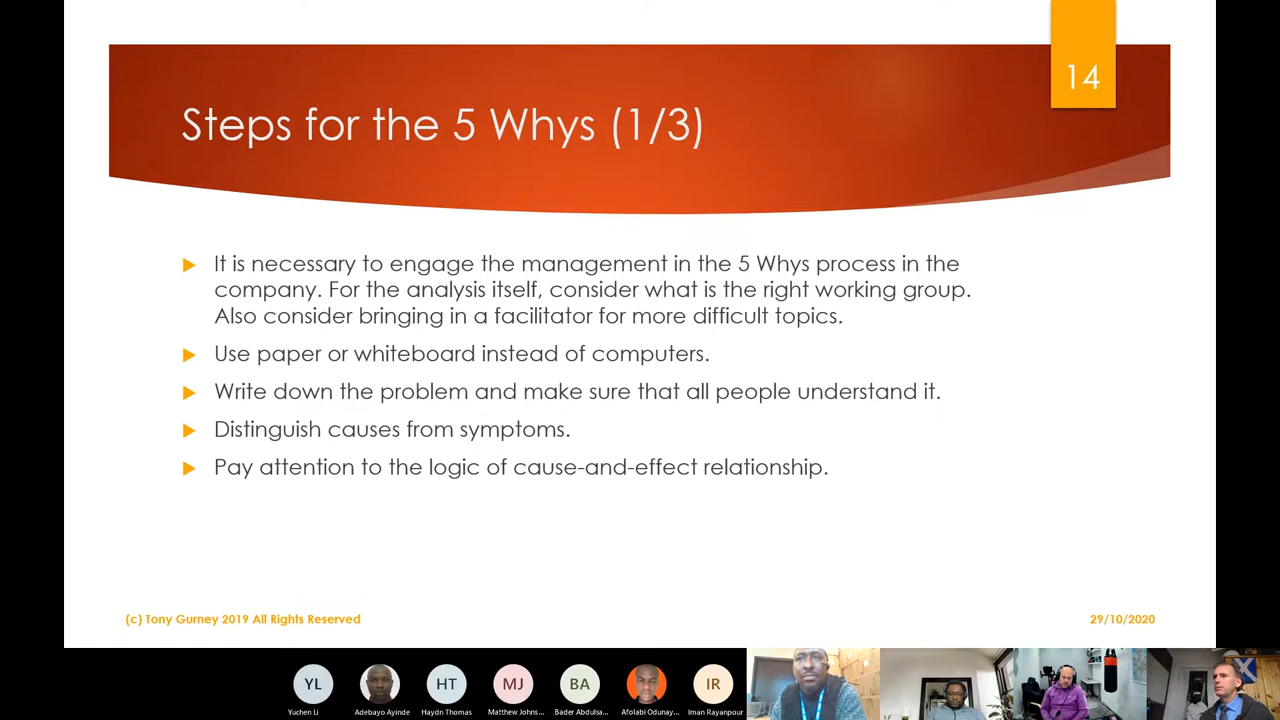 14
Steps for the 5 Whys (1/3)
It is necessary to engage the management in the 5 Whys process in the
company. For the analysis itself, consider what is the right working group.
Also consider bringing in a facilitator for more difficult topics.
Use paper or whiteboard instead of computers.
Write down the problem and make sure that all people understand it.
Distinguish causes from symptoms.
Pay attention to the logic of cause-and-effect relationship.
(c) Tony Gurney 2019 All Rights Reserved
29/10/2020
YL
HT
MJ
BA
IR
Yuchen Li
Adebayo Ayinde
Haydn Thomas
Matthew Johns...
Bader Abdulsa...
Afolabi Odunay...
Iman Rayanpour